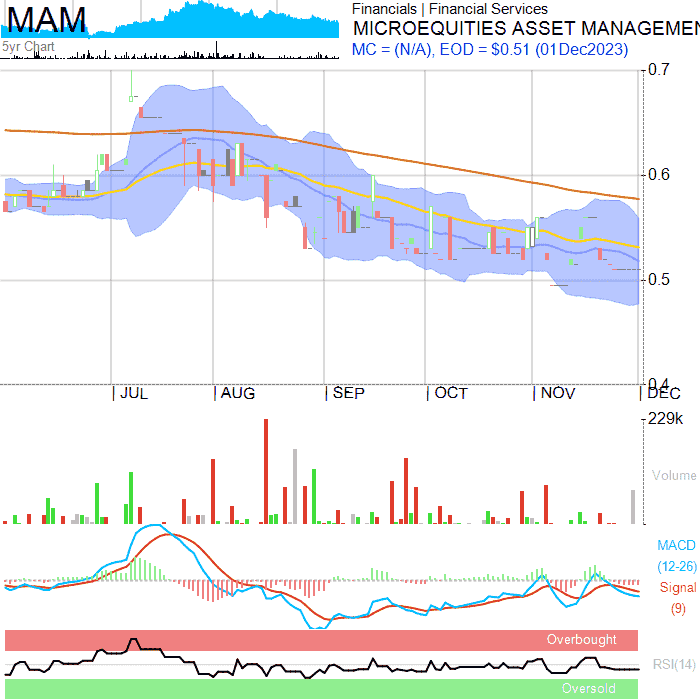 MAM
5yr Chart
Financials | Financial Services
MICROEQUITIES ASSET MANAGEMEN
MC = (N/A), EOD = $0.51 (01Dec2023)
0.7
0.6
0.5
0.4
JUL AUG SEP OCT NOV DEC
229k
Volume
MACD
(12-26)
Signal
(9)
Overbought
RSI(14)
Oversold